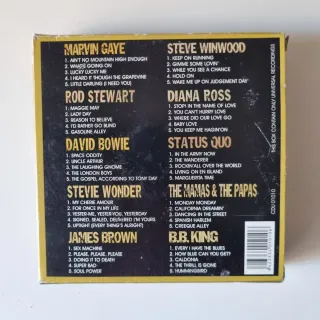 MARVIN GAYE
1. AIN'T NO MOUNTAIN HIGH ENOUGH
2. WHAT'S GOING ON
3. LUCKY LUCKY ME
4. I HEARD IT THROUGH THE GRAPEVINE
5. LITTLE DARLING (I NEED YOU)
ROD STEWART
1. MAGGIE MAY
2. LADY DAY
3. REASON TO BELIEVE
4. I'D RATHER GO BLIND
5. GASOLINE ALLEY
DAVID BOWIE
1. SPACE ODDITY
2. UNCLE ARTHUR
3. THE LAUGHING GNOME
4. THE LONDON BOYS
5. THE GOSPEL ACCORDING TO TONY DAY
STEVIE WONDER
1. MY CHERIE AMOUR
2. FOR ONCE IN MY LIFE
3. YESTER-ME, YESTER-YOU, YESTERDAY
4. SIGNED, SEALED, DELIVERED I'M YOURS
5. UPTIGHT (EVERY THING'S ALRIGHT)
JAMES BROWN
1. SEX MACHINE
2. PLEASE, PLEASE, PLEASE
3. DOING IT TO DEATH
4. SUPER BAD
5. SOUL POWER
STEVE WINWOOD
1. KEEP ON RUNNING
2. GIMME SOME LOVIN'
3. WHILE YOU SEE A CHANCE
4. HOLD ON
5. WAKE ME UP ON JUDGEMENT DAY
DIANA ROSS
1. STOP IN THE NAME OF LOVE
2. YOU CAN'T HURRY LOVE
3. WHERE DID OUR LOVE GO
4. BABY LOVE
5. YOU KEEP ME HANGIN'ON
STATUS QUO
1. IN THE ARMY NOW
2. THE WANDERER
3. ROCKIN'ALL OVER THE WORLD
4. LIVING ON AN ISLAND
5. MARGUERITA TIME
THE MAMAS & THE PAPAS
1. MONDAY MONDAY
2. CALIFORNIA DREAMIN'
3. DANCING IN THE STREET
4. SPANISH HARLEM
5. CREEQUE ALLEY
B.B. KING
1. EVERY I HAVE THE BLUES
2. HOW BLUE CAN YOU GET?
3. CALDONIA
4. THE THRILL IS GONE
5. HUMMINGBIRD
THIS BOX CONTAINS ONLY UNIVERSAL RECORDINGS